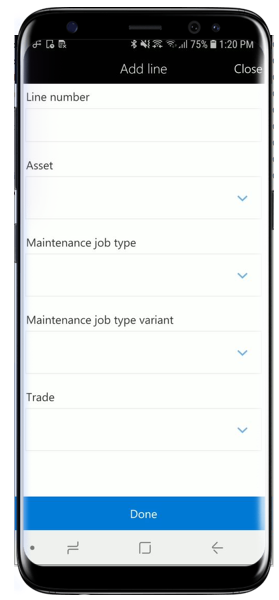 75% 1:20 PM
Add line Close
Line number
Asset
Maintenance job type
Maintenance job type variant
Trade
Done